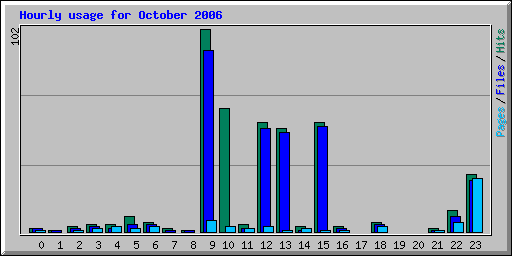 Hourly usage for October 2006
102
Pages / Files / Hits
0 1 2 3 4 5 6 7 8 9 10 11 12 13 14 15 16 17 18 19 20 21 22 23